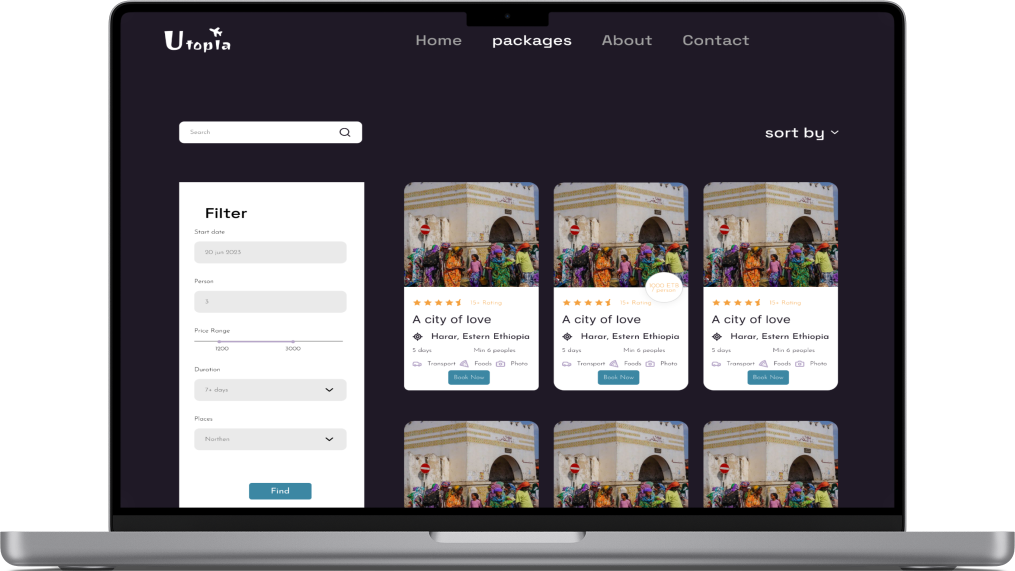 Utopia
Home packages About Contact
Search
sort by
Filter
Start date
20 jun 2023
Person
3
Price Range
1200 3000
Duration
7+ days
Places
Northen
Find
15+ Rating
A city of love
Harar, Estern Ethiopia
5 days Min 6 peoples
Transport Foods Photo
Book Now
1000 ETB
1 person
15+ Rating
A city of love
Harar, Estern Ethiopia
5 days Min 6 peoples
Transport Foods Photo
Book Now
15+ Rating
A city of love
Harar, Estern Ethiopia
5 days Min 6 peoples
Transport Foods Photo
Book Now